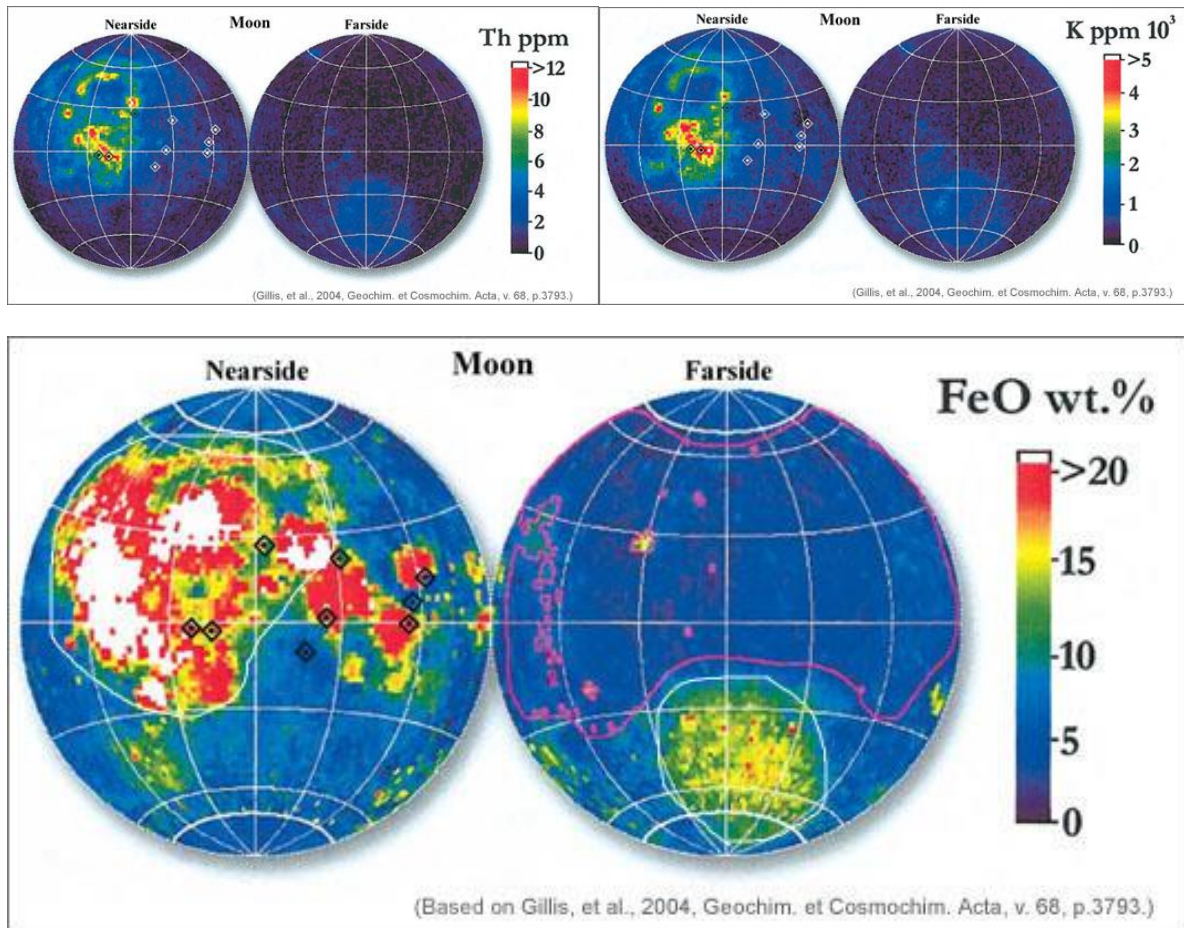 Nearside Moon Farside
Th ppm
>12
10
8
6
4
2
0
(Gillis, et al., 2004, Geochim. et Cosmochim. Acta, v. 68, p.3793.)
Nearside Moon Farside
K ppm 10³
>5
4
3
2
1
0
(Gillis, et al., 2004, Geochim. et Cosmochim. Acta, v. 68, p.3793.)
Nearside Moon Farside
FeO wt.%
>20
15
10
5
0
(Based on Gillis, et al., 2004, Geochim. et Cosmochim. Acta, v. 68, p.3793.)